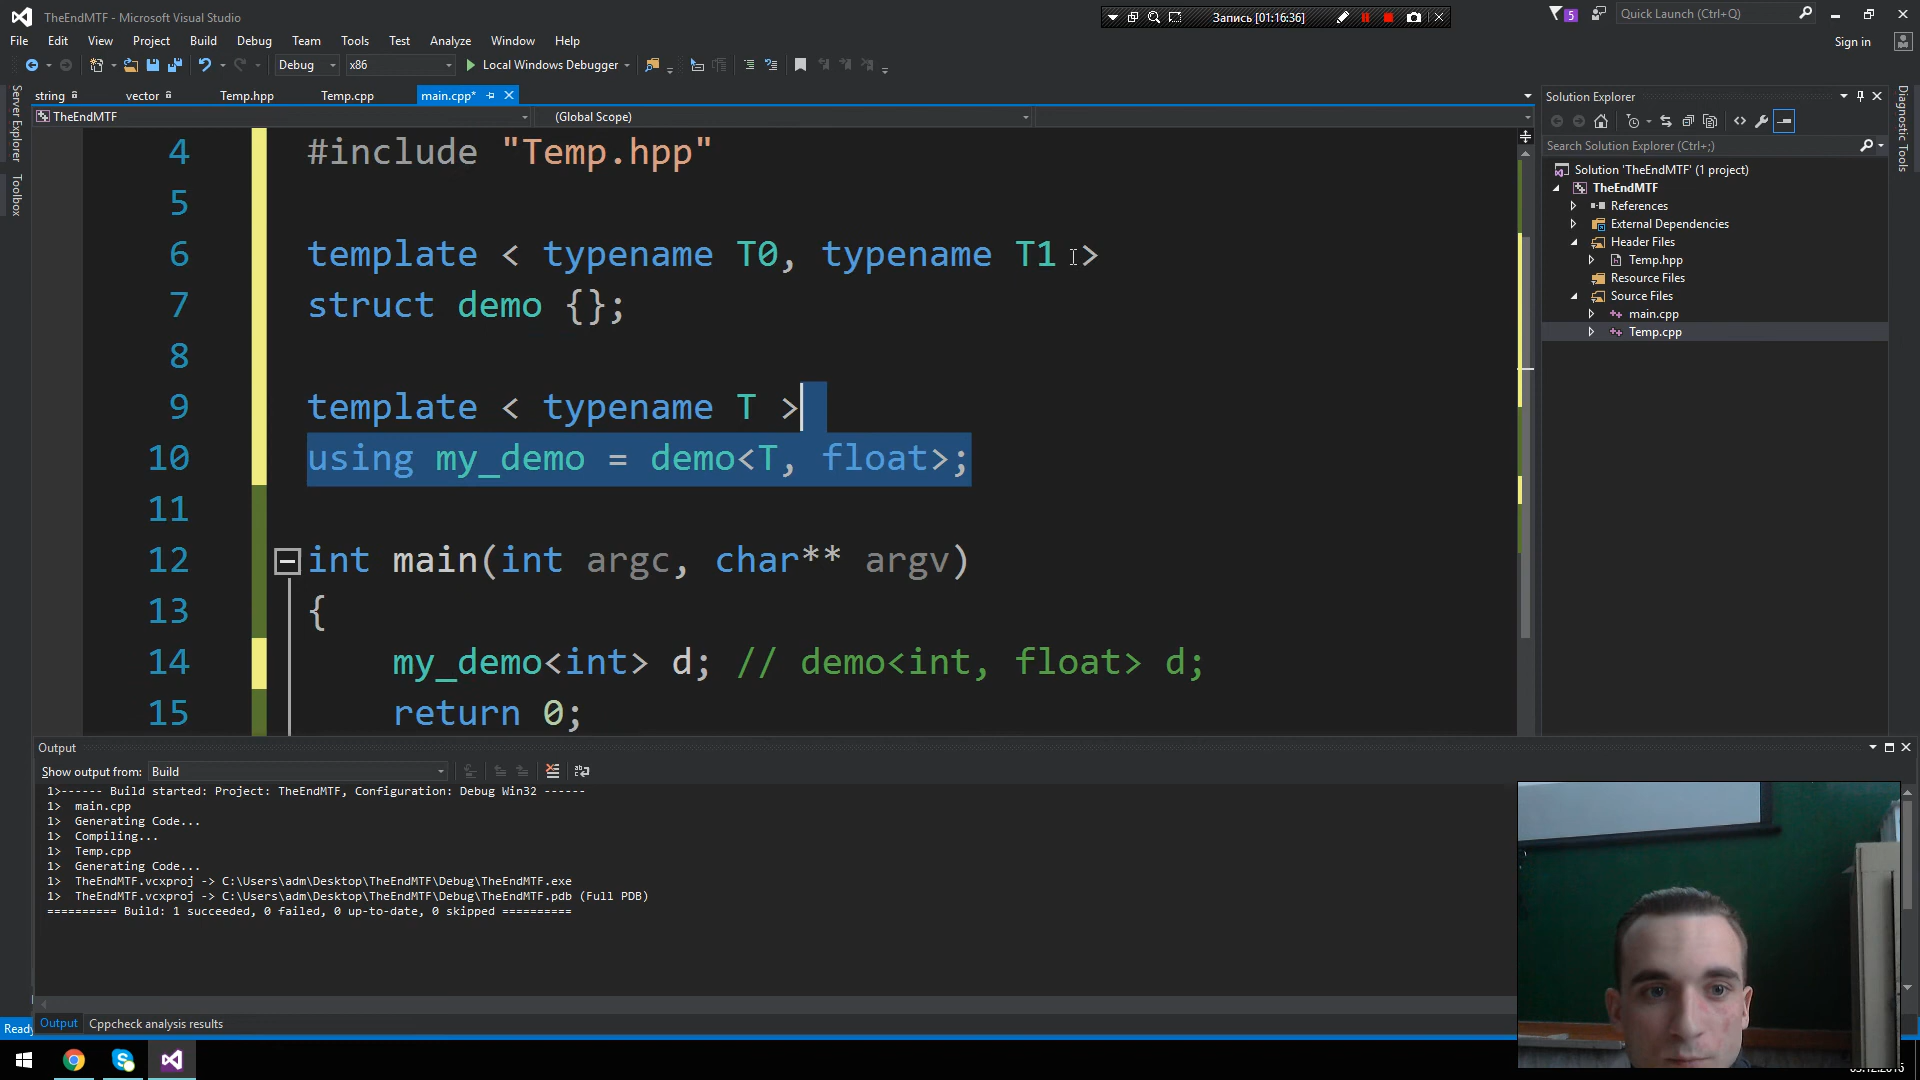 TheEndMTF - Microsoft Visual Studio
Запись [01:16:36]
5
Quick Launch (Ctrl+Q)
File Edit View Project Build Debug Team Tools Test Analyze Window Help
Sign in
Debug x86 Local Windows Debugger
Server Explorer
Toolbox
string vector Temp.hpp Temp.cpp main.cpp*
TheEndMTF (Global Scope)
4 #include "Temp.hpp"
5
6 template < typename T0, typename T1 >
7 struct demo {};
8
9 template < typename T >
10 using my_demo = demo<T, float>;
11
12 int main(int argc, char** argv)
13 {
14 my_demo<int> d; // demo<int, float> d;
15 return 0;
Solution Explorer
Search Solution Explorer (Ctrl+;)
Solution 'TheEndMTF' (1 project)
TheEndMTF
References
External Dependencies
Header Files
Temp.hpp
Resource Files
Source Files
main.cpp
Temp.cpp
Diagnostic Tools
Output
Show output from: Build
1>------ Build started: Project: TheEndMTF, Configuration: Debug Win32 ------
1> main.cpp
1> Generating Code...
1> Compiling...
1> Temp.cpp
1> Generating Code...
1> TheEndMTF.vcxproj -> C:\Users\adm\Desktop\TheEndMTF\Debug\TheEndMTF.exe
1> TheEndMTF.vcxproj -> C:\Users\adm\Desktop\TheEndMTF\Debug\TheEndMTF.pdb (Full PDB)
========== Build: 1 succeeded, 0 failed, 0 up-to-date, 0 skipped ==========
Output Cppcheck analysis results
Ready